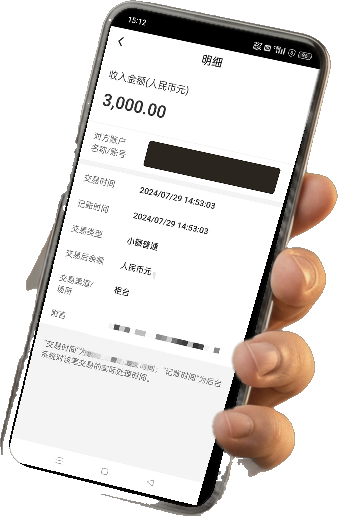 15:12
明细
收入金额(人民币元)
3,000.00
对方账户
名称/账号
交易时间 2024/07/29 14:53:03
记账时间 2024/07/29 14:53:03
交易类型 小额普通
交易后余额 人民币元
交易渠道/
场所 柜台
附言
"交易时间"为 时间，"记账时间"为后台
系统对该笔交易的实际处理时间。